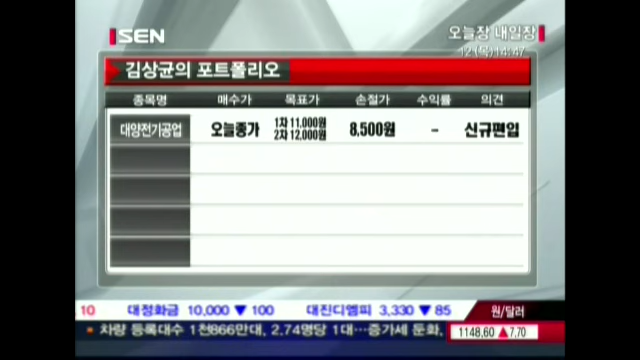 SEN
오늘장 내일장
12(목)14:47
김상균의 포트폴리오
종목명 매수가 목표가 손절가 수익률 의견
대양전기공업 오늘종가 1차 11,000원 2차 12,000원 8,500원 - 신규편입
10 대정화금 10,000 ▼ 100 대진디엠피 3,330 ▼ 85 원/달러
• 차량 등록대수 1천866만대, 2.74명당 1대…증가세 둔화, 1148.60 ▲7.70